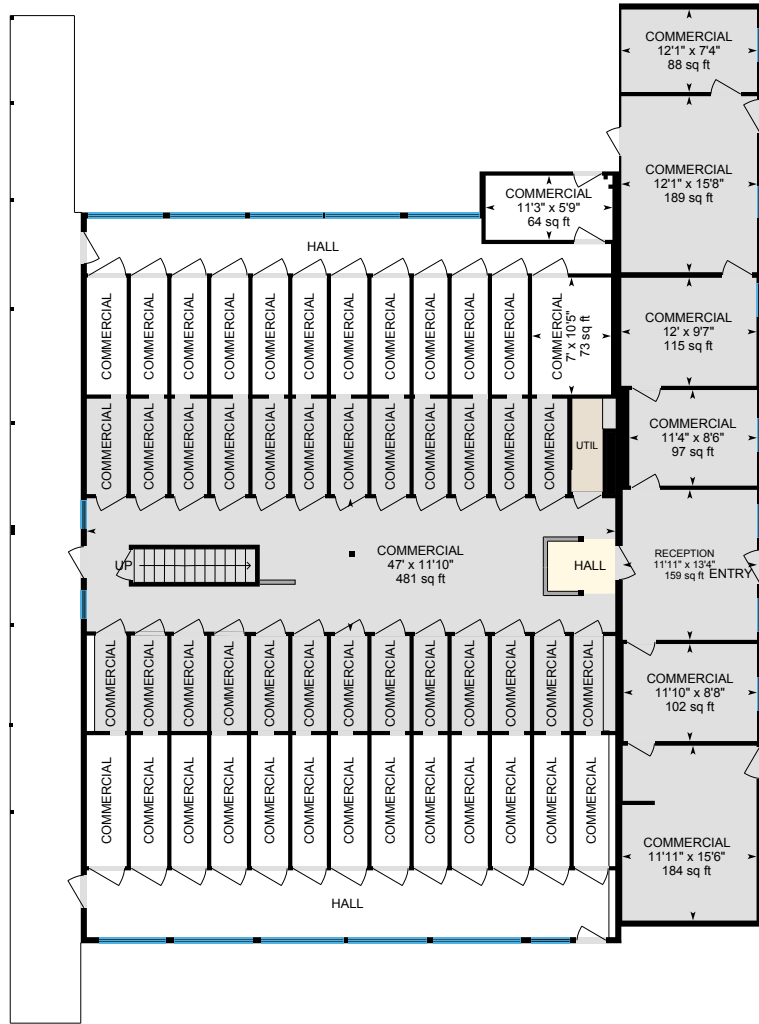 COMMERCIAL
12'1" x 7'4"
88 sq ft
COMMERCIAL
12'1" x 15'8"
189 sq ft
COMMERCIAL
11'3" x 5'9"
64 sq ft
HALL
COMMERCIAL
COMMERCIAL
COMMERCIAL
COMMERCIAL
COMMERCIAL
COMMERCIAL
COMMERCIAL
COMMERCIAL
COMMERCIAL
COMMERCIAL
COMMERCIAL
COMMERCIAL
7' x 10'5"
73 sq ft
COMMERCIAL
12' x 9'7"
115 sq ft
COMMERCIAL
COMMERCIAL
COMMERCIAL
COMMERCIAL
COMMERCIAL
COMMERCIAL
COMMERCIAL
COMMERCIAL
COMMERCIAL
COMMERCIAL
COMMERCIAL
COMMERCIAL
UTIL
COMMERCIAL
11'4" x 8'6"
97 sq ft
UP
COMMERCIAL
47' x 11'10"
481 sq ft
HALL
RECEPTION
11'11" x 13'4"
159 sq ft
ENTRY
COMMERCIAL
COMMERCIAL
COMMERCIAL
COMMERCIAL
COMMERCIAL
COMMERCIAL
COMMERCIAL
COMMERCIAL
COMMERCIAL
COMMERCIAL
COMMERCIAL
COMMERCIAL
COMMERCIAL
COMMERCIAL
11'10" x 8'8"
102 sq ft
COMMERCIAL
COMMERCIAL
COMMERCIAL
COMMERCIAL
COMMERCIAL
COMMERCIAL
COMMERCIAL
COMMERCIAL
COMMERCIAL
COMMERCIAL
COMMERCIAL
COMMERCIAL
COMMERCIAL
COMMERCIAL
11'11" x 15'6"
184 sq ft
HALL